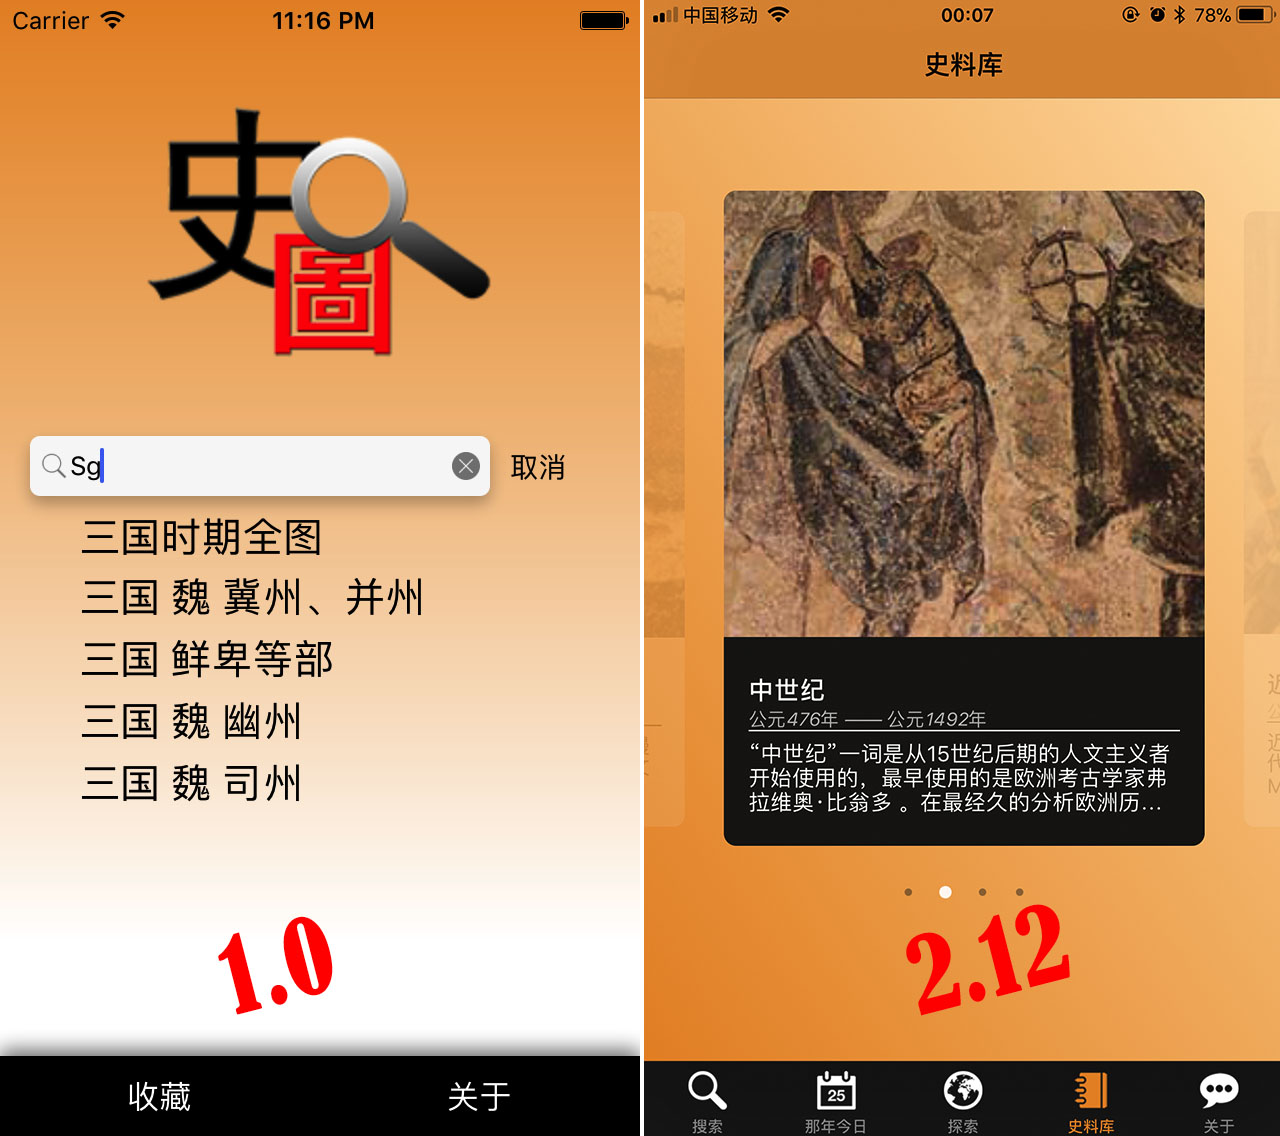 Carrier
11:16 PM
史圖
Sg
取消
三国时期全图
三国 魏 冀州、并州
三国 鲜卑等部
三国 魏 幽州
三国 魏 司州
1.0
收藏
关于
中国移动
00:07
78%
史料库
中世纪
公元476年 —— 公元1492年
“中世纪”一词是从15世纪后期的人文主义者
开始使用的，最早使用的是欧洲考古学家弗
拉维奥·比翁多 。在最经久的分析欧洲历...
近
公
近
代
M
2.12
搜索
25
那年今日
探索
史料库
关于